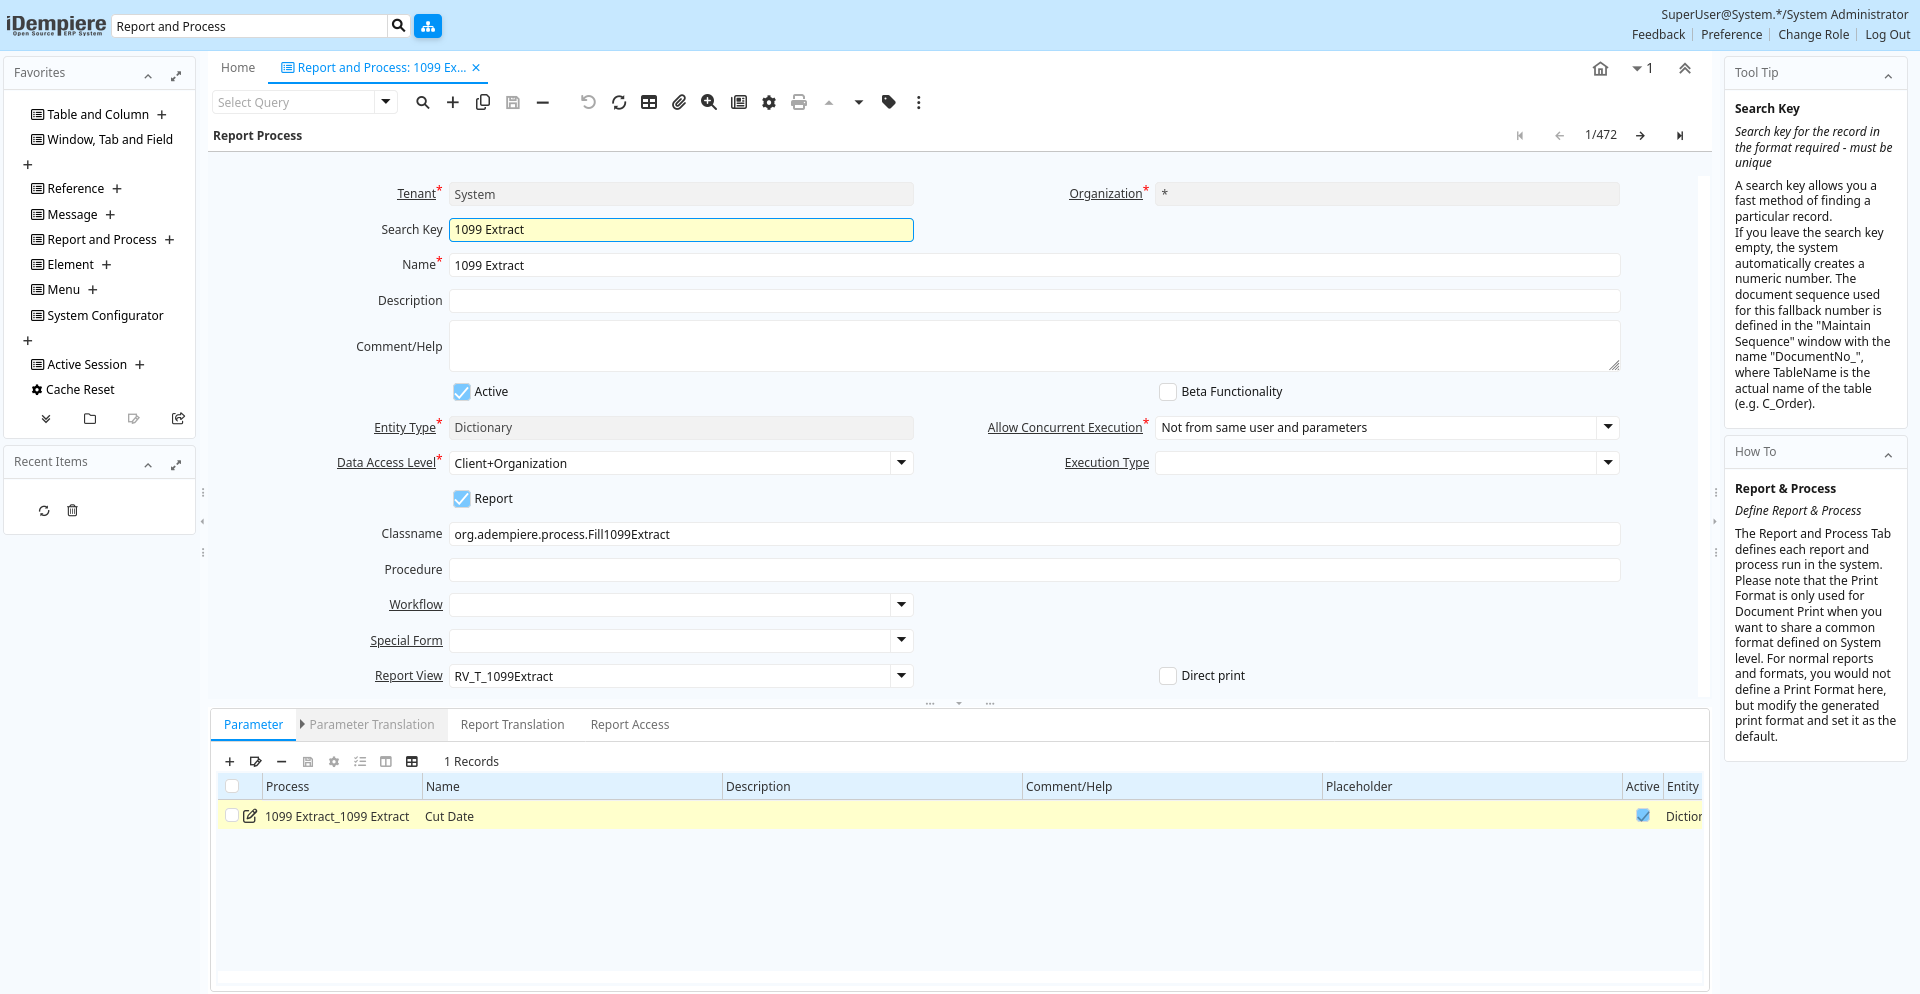 iDempiere
Open Source ERP System
Report and Process
SuperUser@System.*/System Administrator
Feedback
Preference
Change Role
Log Out
Favorites
Table and Column
Window, Tab and Field
Reference
Message
Report and Process
Element
Menu
System Configurator
Active Session
Cache Reset
Recent Items
Home
Report and Process: 1099 Ex...
1
Select Query
Report Process
1/472
Tenant*
System
Organization*
*
Search Key
1099 Extract
Name*
1099 Extract
Description
Comment/Help
Active
Beta Functionality
Entity Type*
Dictionary
Allow Concurrent Execution*
Not from same user and parameters
Data Access Level*
Client+Organization
Execution Type
Report
Classname
org.adempiere.process.Fill1099Extract
Procedure
Workflow
Special Form
Report View
RV_T_1099Extract
Direct print
Parameter
Parameter Translation
Report Translation
Report Access
1 Records
Process
Name
Description
Comment/Help
Placeholder
Active
Entity
1099 Extract_1099 Extract
Cut Date
Diction
Tool Tip
Search Key
Search key for the record in
the format required - must be
unique
A search key allows you a
fast method of finding a
particular record.
If you leave the search key
empty, the system
automatically creates a
numeric number. The
document sequence used
for this fallback number is
defined in the "Maintain
Sequence" window with the
name "DocumentNo_",
where TableName is the
actual name of the table
(e.g. C_Order).
How To
Report & Process
Define Report & Process
The Report and Process Tab
defines each report and
process run in the system.
Please note that the Print
Format is only used for
Document Print when you
want to share a common
format defined on System
level. For normal reports
and formats, you would not
define a Print Format here,
but modify the generated
print format and set it as the
default.